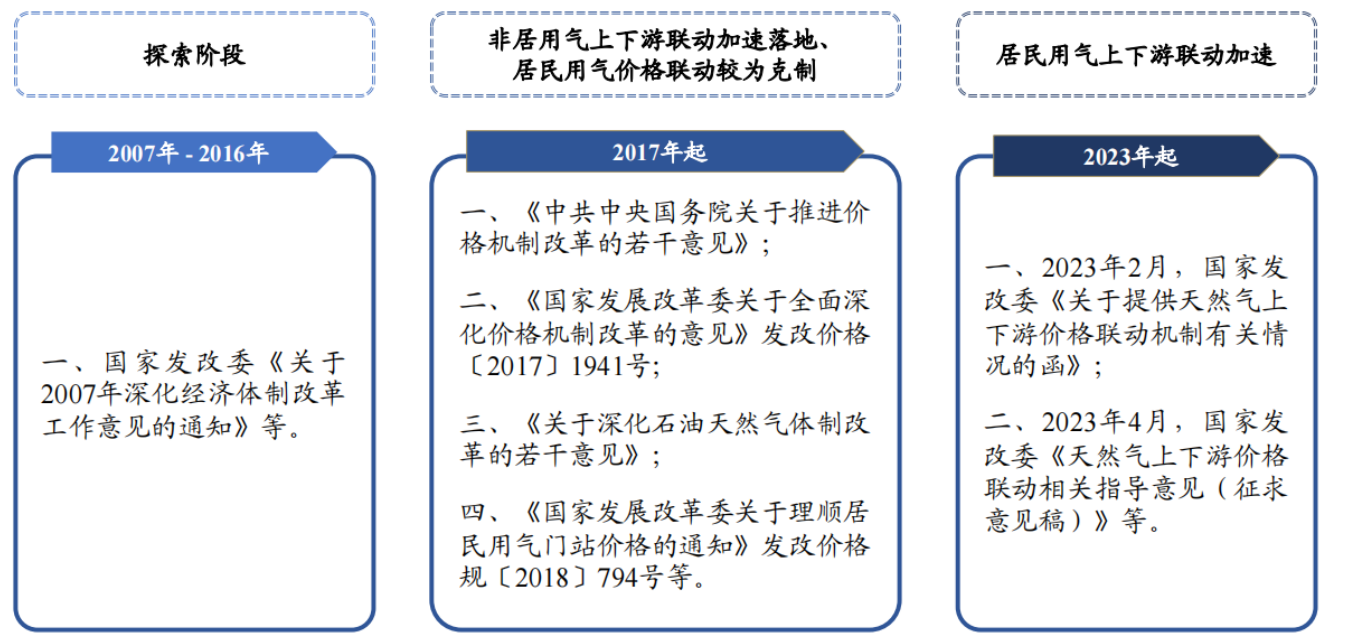 探索阶段
2007年 - 2016年
一、国家发改委《关于
2007年深化经济体制改革
工作意见的通知》等。
非居用气上下游联动加速落地、
居民用气价格联动较为克制
2017年起
一、《中共中央国务院关于推进价
格机制改革的若干意见》；
二、《国家发展改革委关于全面深
化价格机制改革的意见》发改价格
〔2017〕1941号;
三、《关于深化石油天然气体制改
革的若干意见》；
四、《国家发展改革委关于理顺居
民用气门站价格的通知》发改价格
规〔2018〕794号等。
居民用气上下游联动加速
2023年起
一、2023年2月，国家发
改委《关于提供天然气上
下游价格联动机制有关情
况的函》；
二、2023年4月，国家发
改委《天然气上下游价格
联动相关指导意见（征求
意见稿）》等。